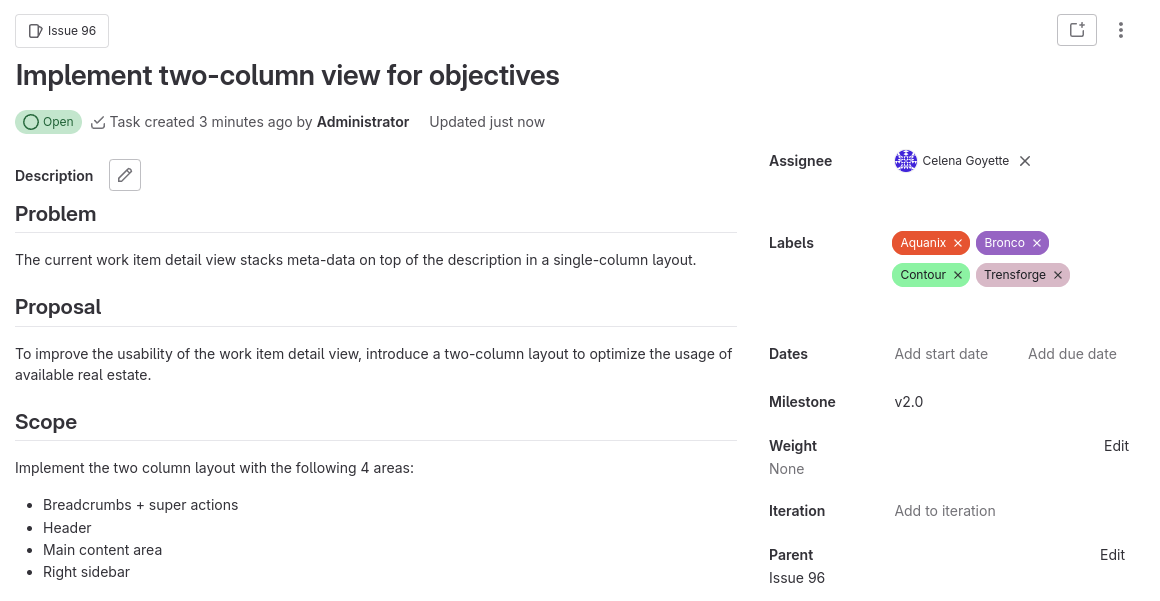 Issue 96
Implement two-column view for objectives
Open Task created 3 minutes ago by Administrator Updated just now
Description
Problem
The current work item detail view stacks meta-data on top of the description in a single-column layout.
Proposal
To improve the usability of the work item detail view, introduce a two-column layout to optimize the usage of
available real estate.
Scope
Implement the two column layout with the following 4 areas:
• Breadcrumbs + super actions
• Header
• Main content area
• Right sidebar
Assignee Celena Goyette
Labels Aquanix Bronco
Contour Trensforge
Dates Add start date Add due date
Milestone v2.0
Weight Edit
None
Iteration Add to iteration
Parent Edit
Issue 96